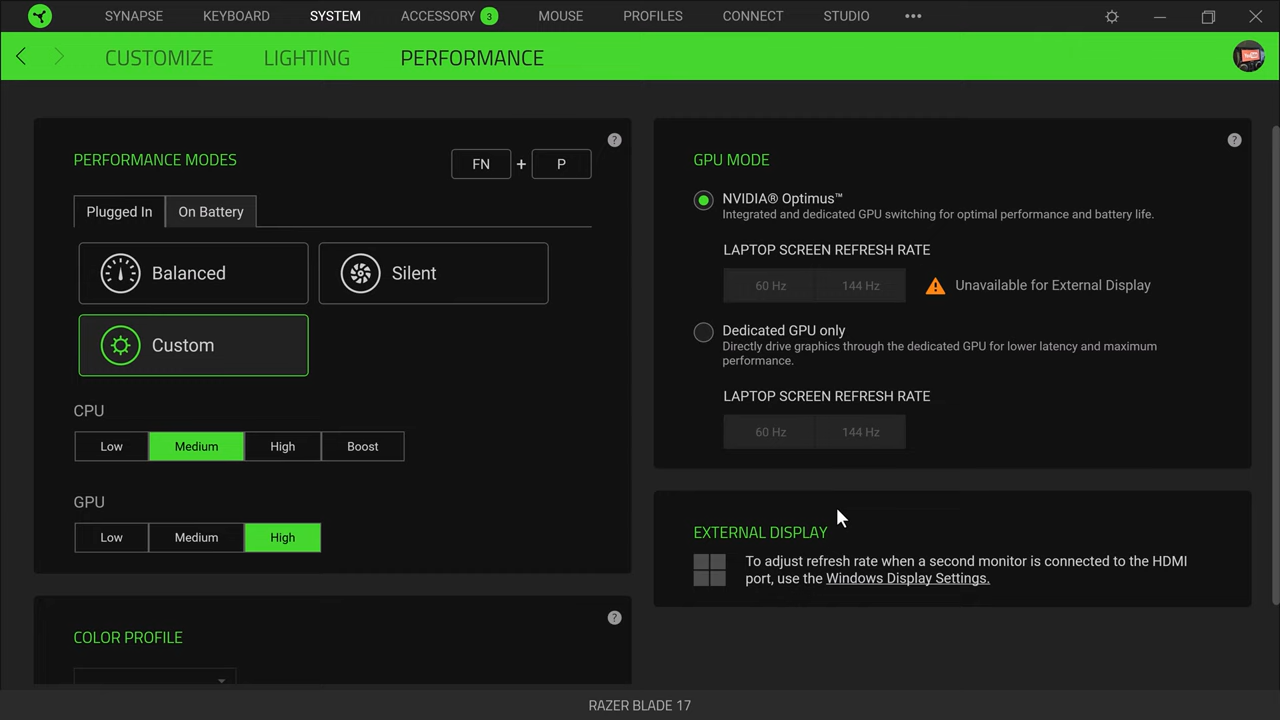 SYNAPSE KEYBOARD SYSTEM ACCESSORY 3 MOUSE PROFILES CONNECT STUDIO •••
CUSTOMIZE LIGHTING PERFORMANCE
PERFORMANCE MODES
FN + P
?
Plugged In On Battery
Balanced Silent
Custom
CPU
Low Medium High Boost
GPU
Low Medium High
?
COLOR PROFILE
?
GPU MODE
NVIDIA® Optimus™
Integrated and dedicated GPU switching for optimal performance and battery life.
LAPTOP SCREEN REFRESH RATE
60 Hz 144 Hz Unavailable for External Display
Dedicated GPU only
Directly drive graphics through the dedicated GPU for lower latency and maximum
performance.
LAPTOP SCREEN REFRESH RATE
60 Hz 144 Hz
EXTERNAL DISPLAY
To adjust refresh rate when a second monitor is connected to the HDMI
port, use the Windows Display Settings.
RAZER BLADE 17